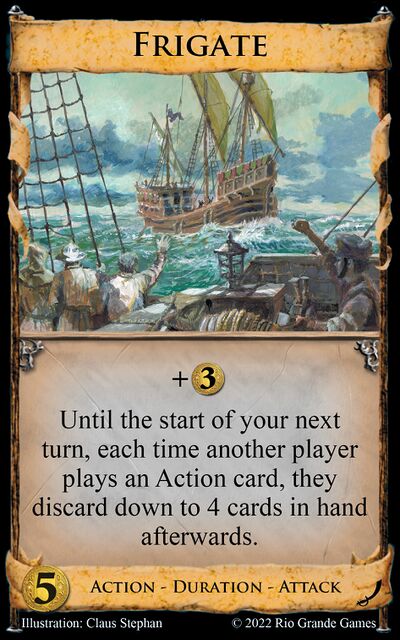 FRIGATE
+3
Until the start of your next
turn, each time another player
plays an Action card, they
discard down to 4 cards in hand
afterwards.
5 ACTION - DURATION - ATTACK
Illustration: Claus Stephan © 2022 Rio Grande Games